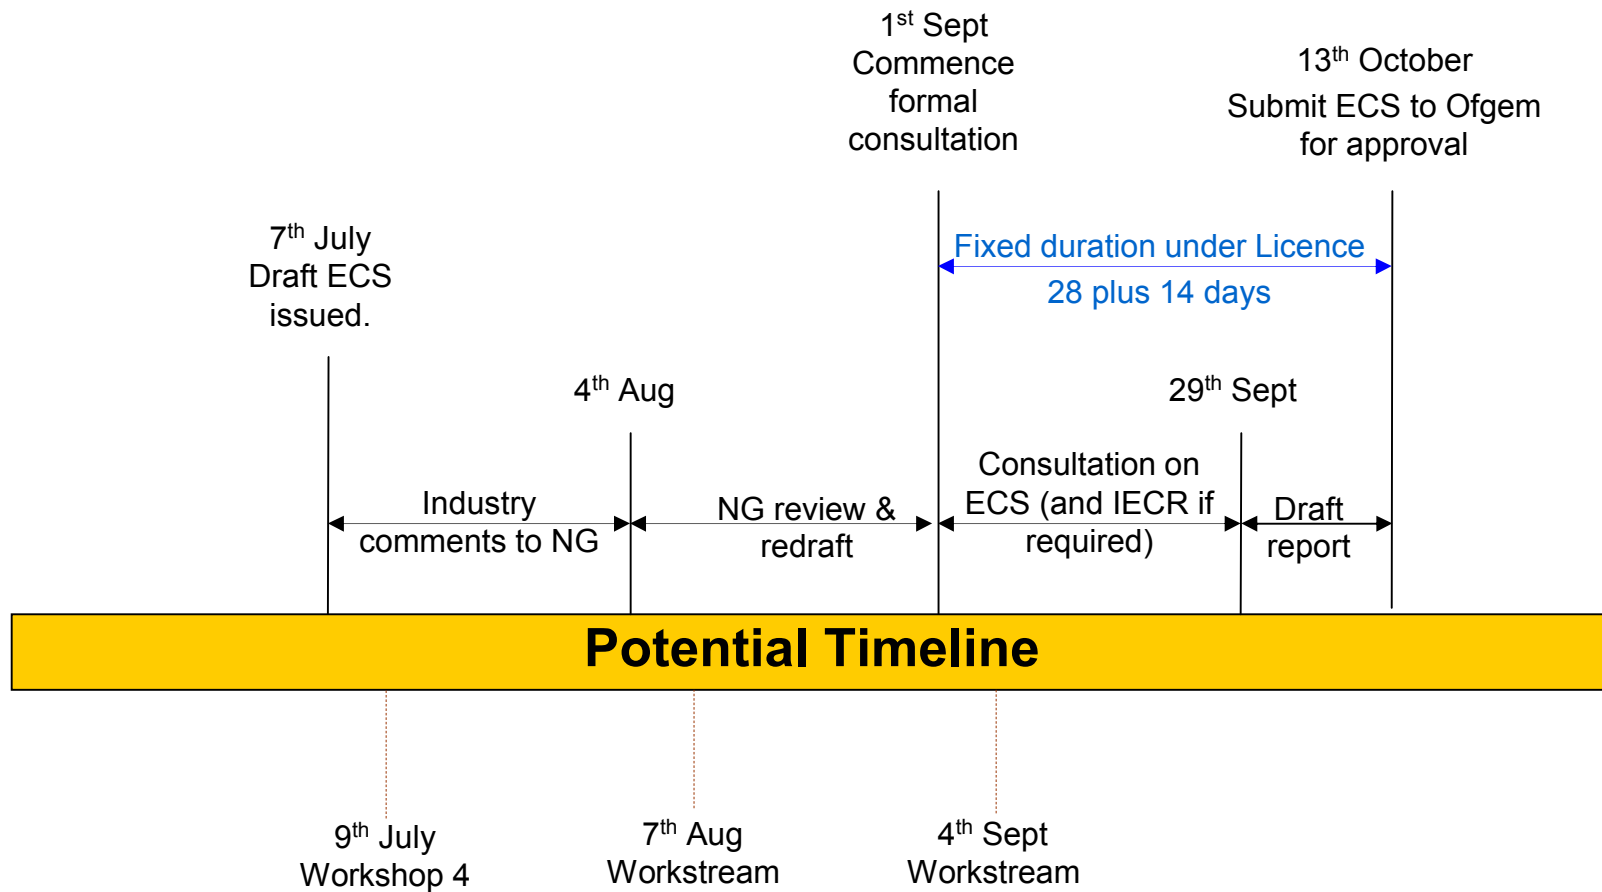 1st Sept
Commence
formal
consultation
13th October
Submit ECS to Ofgem
for approval
7th July
Draft ECS
issued.
Fixed duration under Licence
28 plus 14 days
4th Aug
29th Sept
Industry
comments to NG
NG review &
redraft
Consultation on
ECS (and IECR if
required)
Draft
report
Potential Timeline
9th July
Workshop 4
7th Aug
Workstream
4th Sept
Workstream